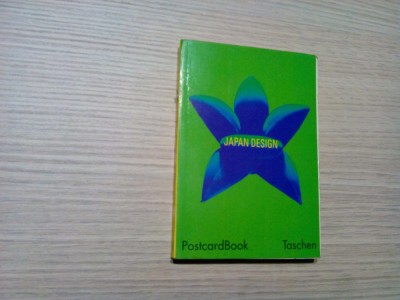 JAPAN DESIGN
PostcardBook Taschen